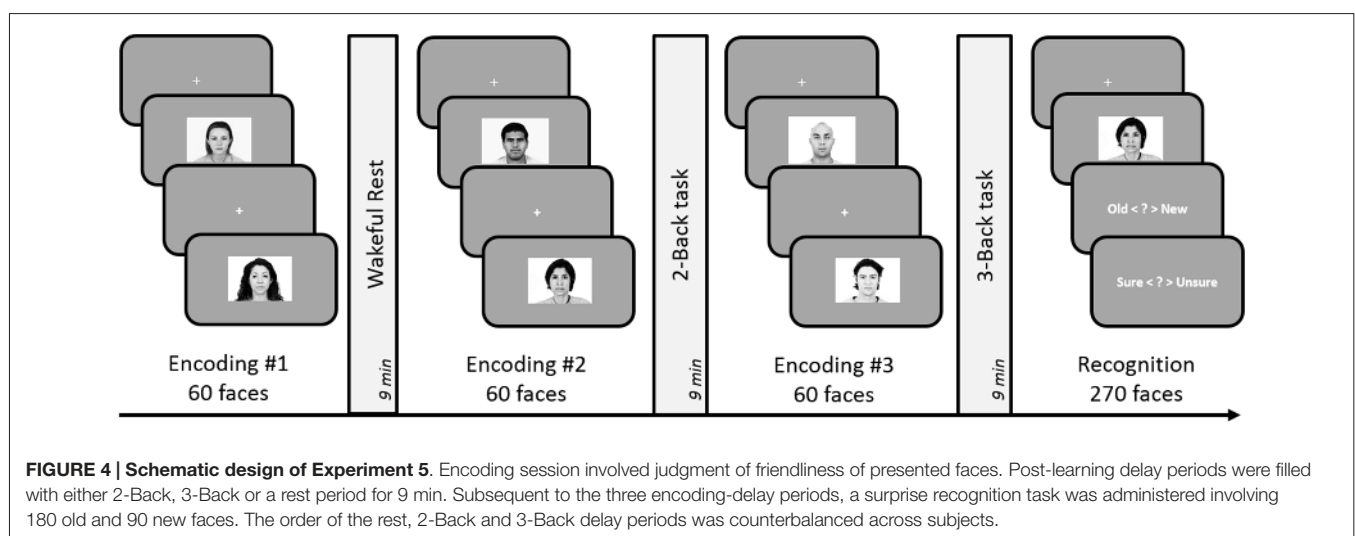 +
+
Wakeful Rest
9 min
+
+
2-Back task
9 min
+
+
3-Back task
9 min
+
Old < ? > New
Sure < ? > Unsure
Encoding #1
60 faces
Encoding #2
60 faces
Encoding #3
60 faces
Recognition
270 faces
FIGURE 4 | Schematic design of Experiment 5. Encoding session involved judgment of friendliness of presented faces. Post-learning delay periods were filled
with either 2-Back, 3-Back or a rest period for 9 min. Subsequent to the three encoding-delay periods, a surprise recognition task was administered involving
180 old and 90 new faces. The order of the rest, 2-Back and 3-Back delay periods was counterbalanced across subjects.